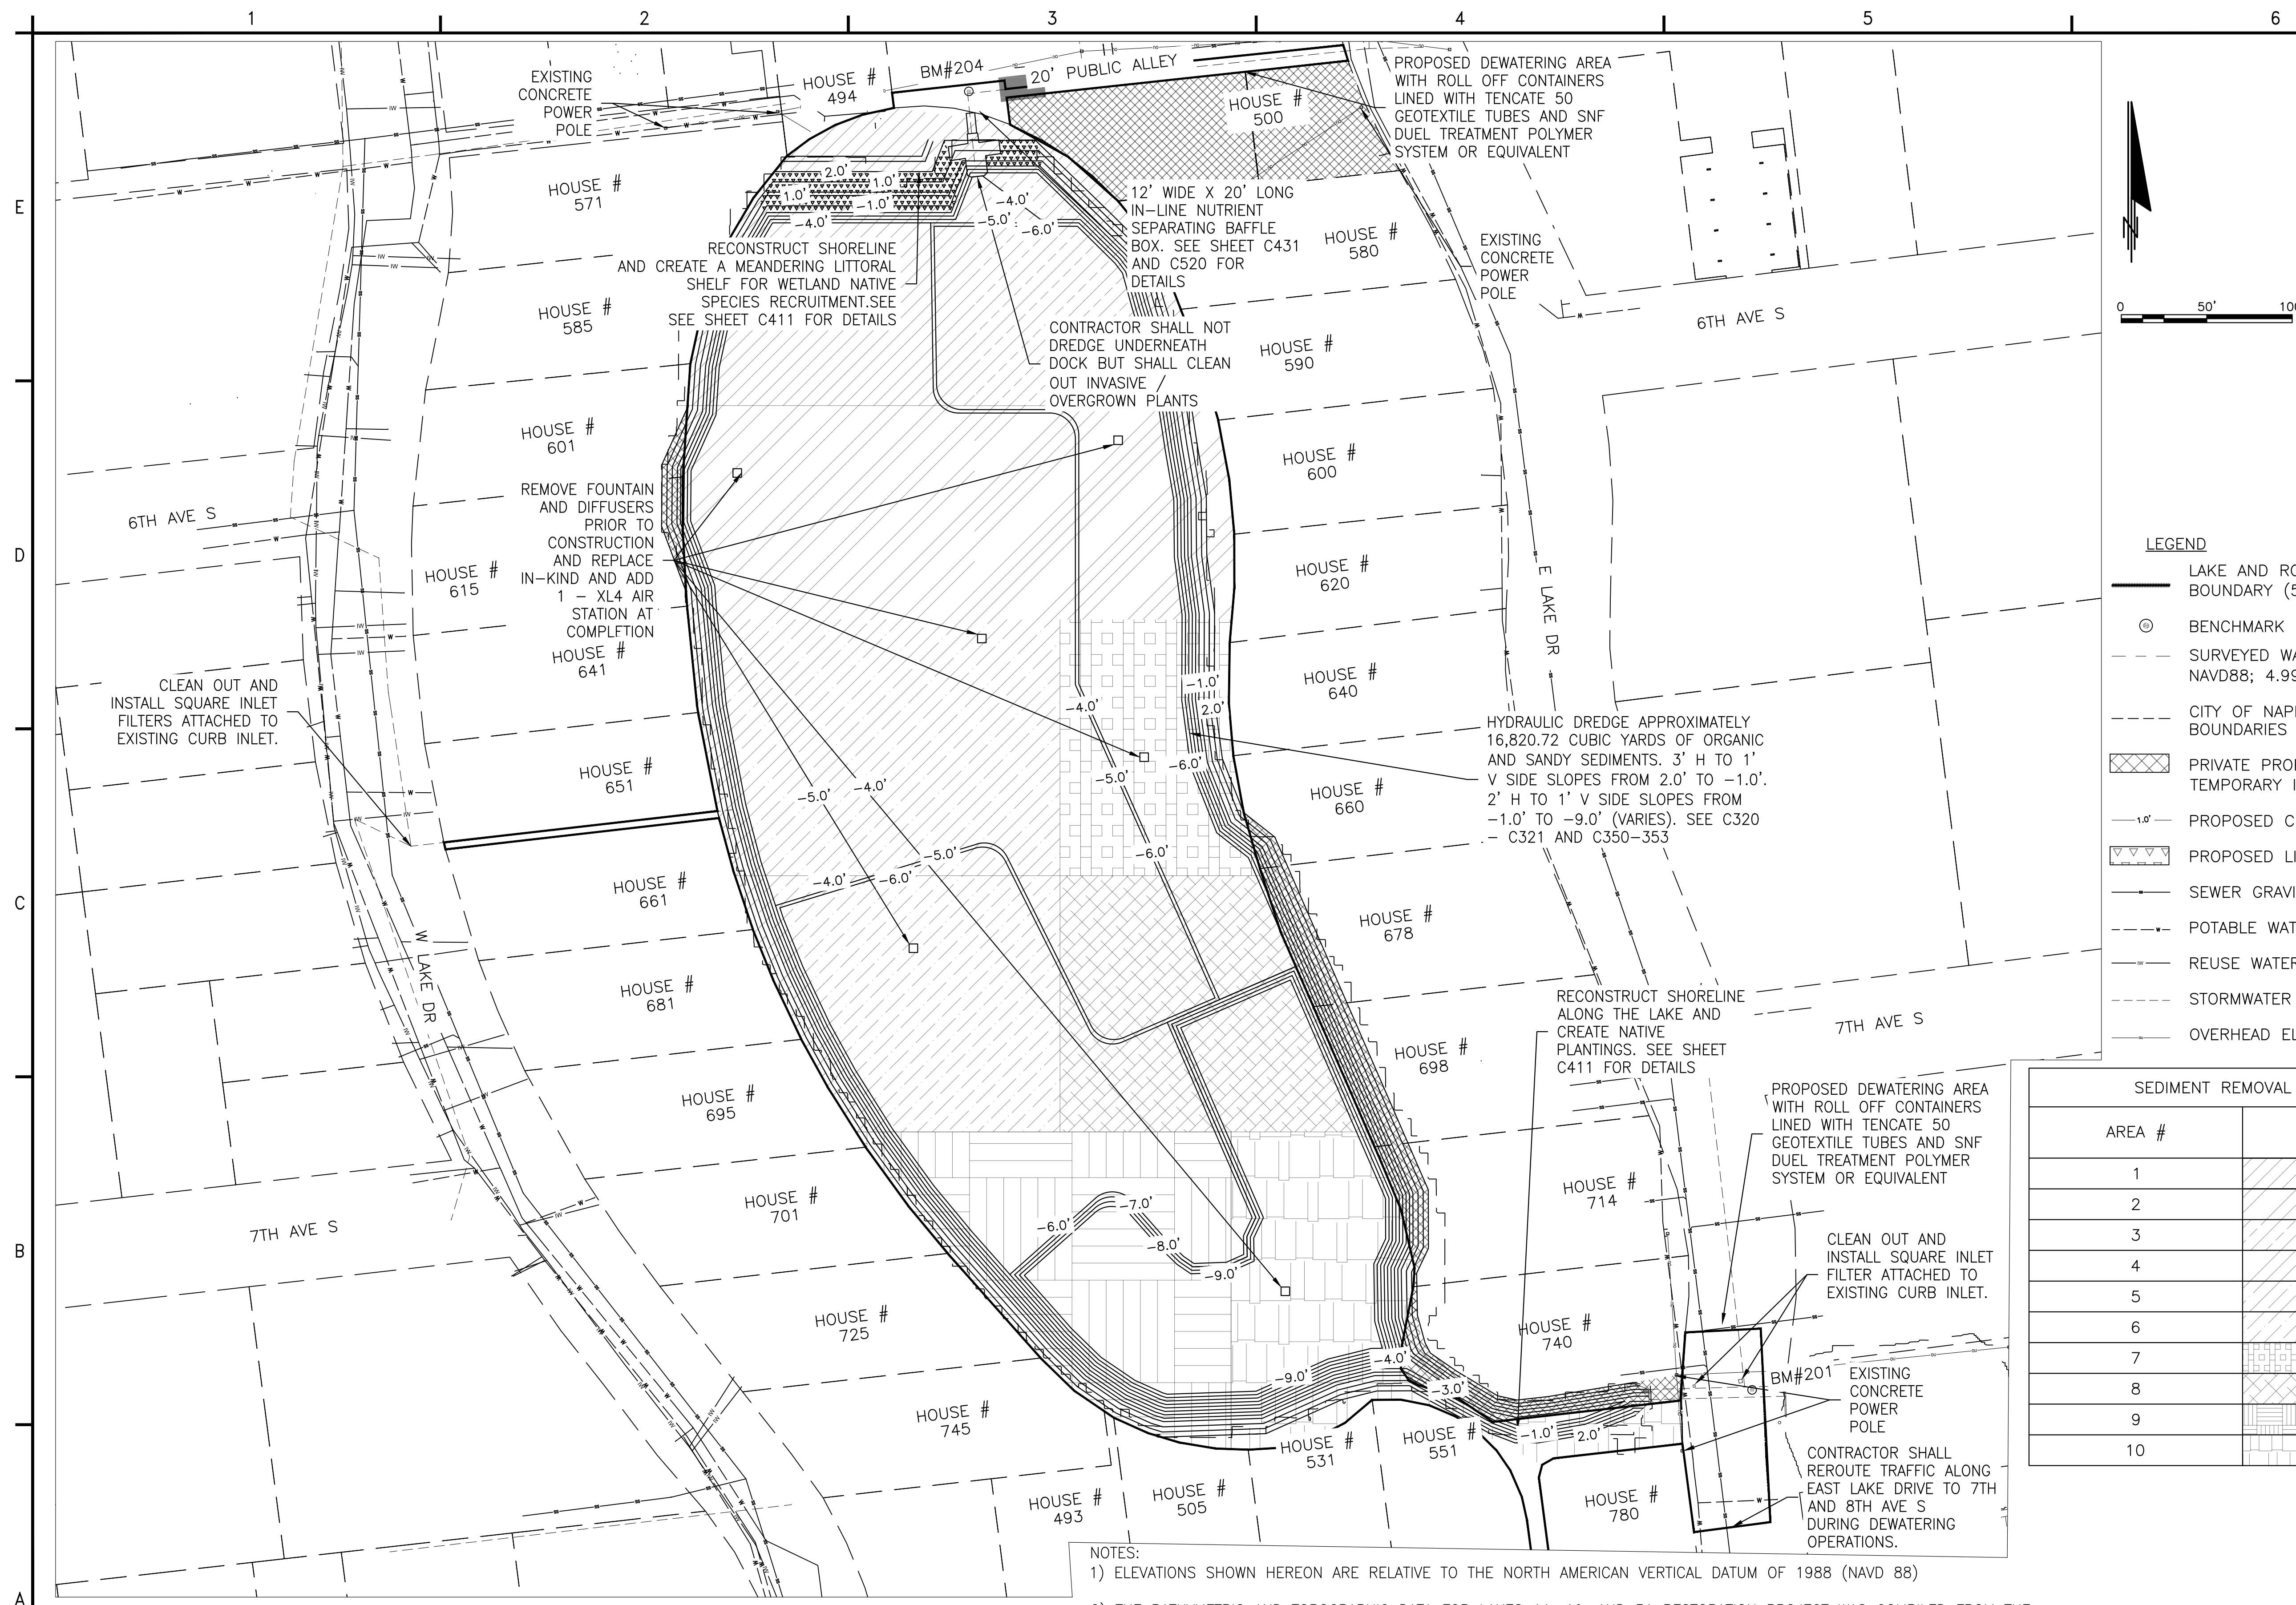 1
2
3
4
5
6
E
D
C
B
A
EXISTING
CONCRETE
POWER
POLE
HOUSE #
494
BM#204
20' PUBLIC ALLEY
HOUSE #
500
PROPOSED DEWATERING AREA
WITH ROLL OFF CONTAINERS
LINED WITH TENCATE 50
GEOTEXTILE TUBES AND SNF
DUEL TREATMENT POLYMER
SYSTEM OR EQUIVALENT
N
0
50'
HOUSE #
571
2.0'
1.0'
1.0'
-1.0'
-4.0'
-4.0'
-5.0'
-6.0'
12' WIDE X 20' LONG
IN-LINE NUTRIENT
SEPARATING BAFFLE
BOX. SEE SHEET C431
AND C520 FOR
DETAILS
HOUSE #
580
EXISTING
CONCRETE
POWER
POLE
6TH AVE S
RECONSTRUCT SHORELINE
AND CREATE A MEANDERING LITTORAL
SHELF FOR WETLAND NATIVE
SPECIES RECRUITMENT.SEE
SEE SHEET C411 FOR DETAILS
HOUSE #
585
CONTRACTOR SHALL NOT
DREDGE UNDERNEATH
DOCK BUT SHALL CLEAN
OUT INVASIVE /
OVERGROWN PLANTS
HOUSE #
590
HOUSE #
601
HOUSE #
600
6TH AVE S
REMOVE FOUNTAIN
AND DIFFUSERS
PRIOR TO
CONSTRUCTION
AND REPLACE
IN-KIND AND ADD
1 - XL4 AIR
STATION AT
COMPLETION
HOUSE #
615
HOUSE #
620
E LAKE DR
HOUSE #
641
HOUSE #
640
CLEAN OUT AND
INSTALL SQUARE INLET
FILTERS ATTACHED TO
EXISTING CURB INLET.
-1.0'
2.0'
-4.0'
-6.0'
-5.0'
-5.0'
-4.0'
HYDRAULIC DREDGE APPROXIMATELY
16,820.72 CUBIC YARDS OF ORGANIC
AND SANDY SEDIMENTS. 3' H TO 1'
V SIDE SLOPES FROM 2.0' TO -1.0'.
2' H TO 1' V SIDE SLOPES FROM
-1.0' TO -9.0' (VARIES). SEE C320
- C321 AND C350-353
HOUSE #
651
HOUSE #
660
-5.0'
-6.0'
-4.0'
-6.0'
HOUSE #
661
HOUSE #
678
W LAKE DR
HOUSE #
681
RECONSTRUCT SHORELINE
ALONG THE LAKE AND
CREATE NATIVE
PLANTINGS. SEE SHEET
C411 FOR DETAILS
7TH AVE S
HOUSE #
698
HOUSE #
695
PROPOSED DEWATERING AREA
WITH ROLL OFF CONTAINERS
LINED WITH TENCATE 50
GEOTEXTILE TUBES AND SNF
DUEL TREATMENT POLYMER
SYSTEM OR EQUIVALENT
HOUSE #
701
HOUSE #
714
7TH AVE S
-6.0'
-7.0'
-8.0'
-9.0'
CLEAN OUT AND
INSTALL SQUARE INLET
FILTER ATTACHED TO
EXISTING CURB INLET.
HOUSE #
725
HOUSE #
740
-4.0'
-9.0'
-3.0'
BM#201
EXISTING
CONCRETE
POWER
POLE
HOUSE #
745
HOUSE #
531
HOUSE #
551
-1.0'
2.0'
CONTRACTOR SHALL
REROUTE TRAFFIC ALONG
EAST LAKE DRIVE TO 7TH
AND 8TH AVE S
DURING DEWATERING
OPERATIONS.
HOUSE #
493
HOUSE #
505
HOUSE #
780
LEGEND
LAKE AND
BOUNDARY
BENCHMARK
SURVEYED
NAVD88;
CITY OF
BOUNDARIES
PRIVATE
TEMPORARY
1.0'
PROPOSED
PROPOSED
SEWER
POTABLE
REUSE WATER
STORMWATER
OVERHEAD
SEDIMENT REMOVAL
AREA #
1
2
3
4
5
6
7
8
9
10
NOTES:
1) ELEVATIONS SHOWN HEREON ARE RELATIVE TO THE NORTH AMERICAN VERTICAL DATUM OF 1988 (NAVD 88)